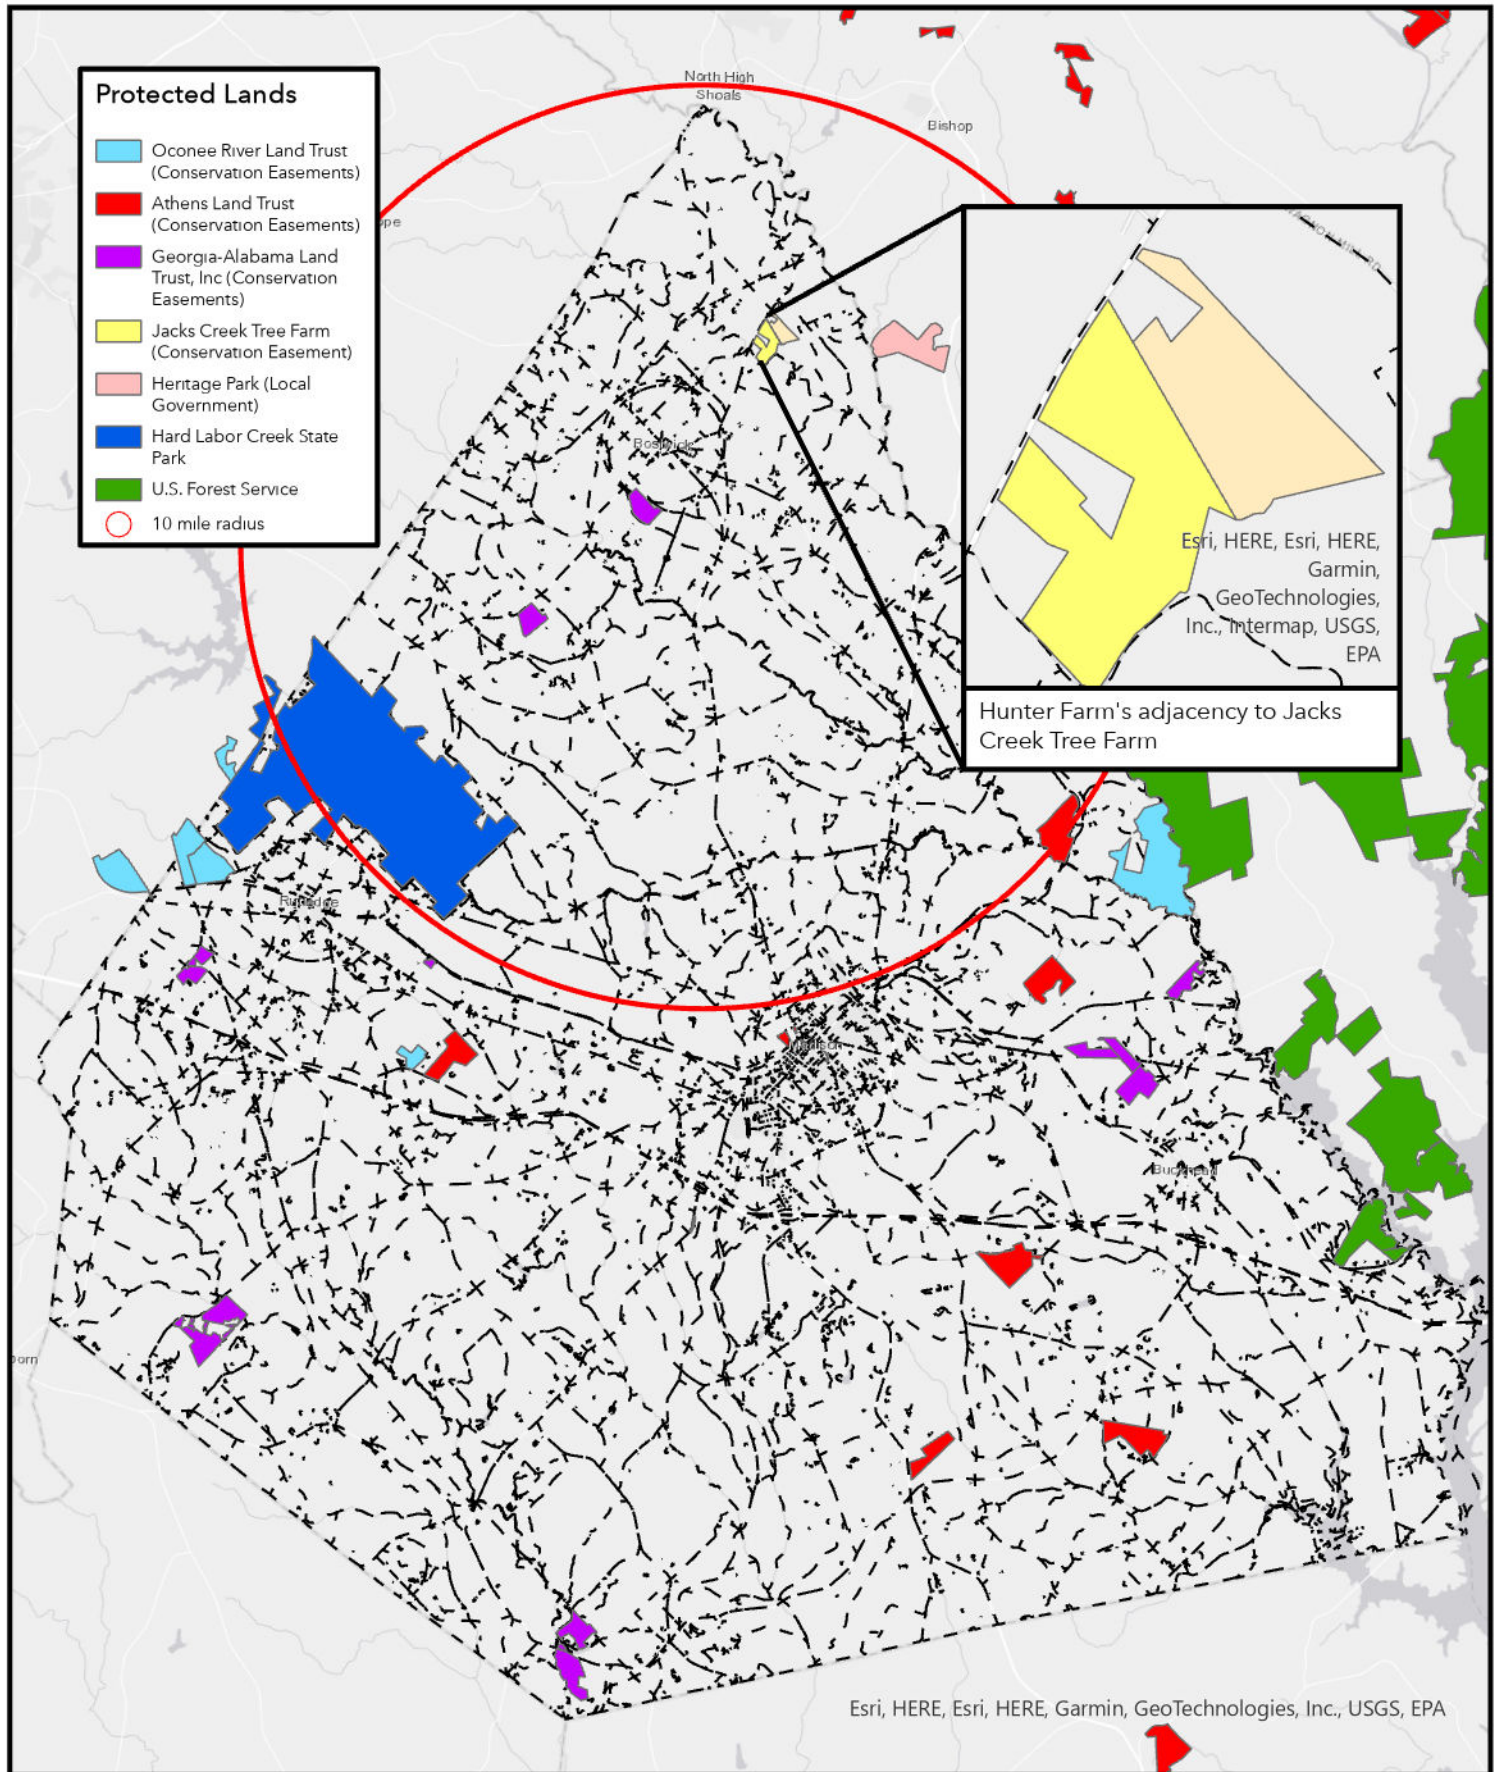 North High
Shoals
Bishop
Protected Lands
Oconee River Land Trust
(Conservation Easements)
Athens Land Trust
(Conservation Easements)
Georgia-Alabama Land
Trust, Inc (Conservation
Easements)
Jacks Creek Tree Farm
(Conservation Easement)
Heritage Park (Local
Government)
Hard Labor Creek State
Park
U.S. Forest Service
10 mile radius
ope
Bostwick
Esri, HERE, Esri, HERE,
Garmin,
GeoTechnologies,
Inc., Intermap, USGS,
EPA
Hunter Farm's adjacency to Jacks
Creek Tree Farm
Rutledge
Madison
Buckhead
orn
Esri, HERE, Esri, HERE, Garmin, GeoTechnologies, Inc., USGS, EPA